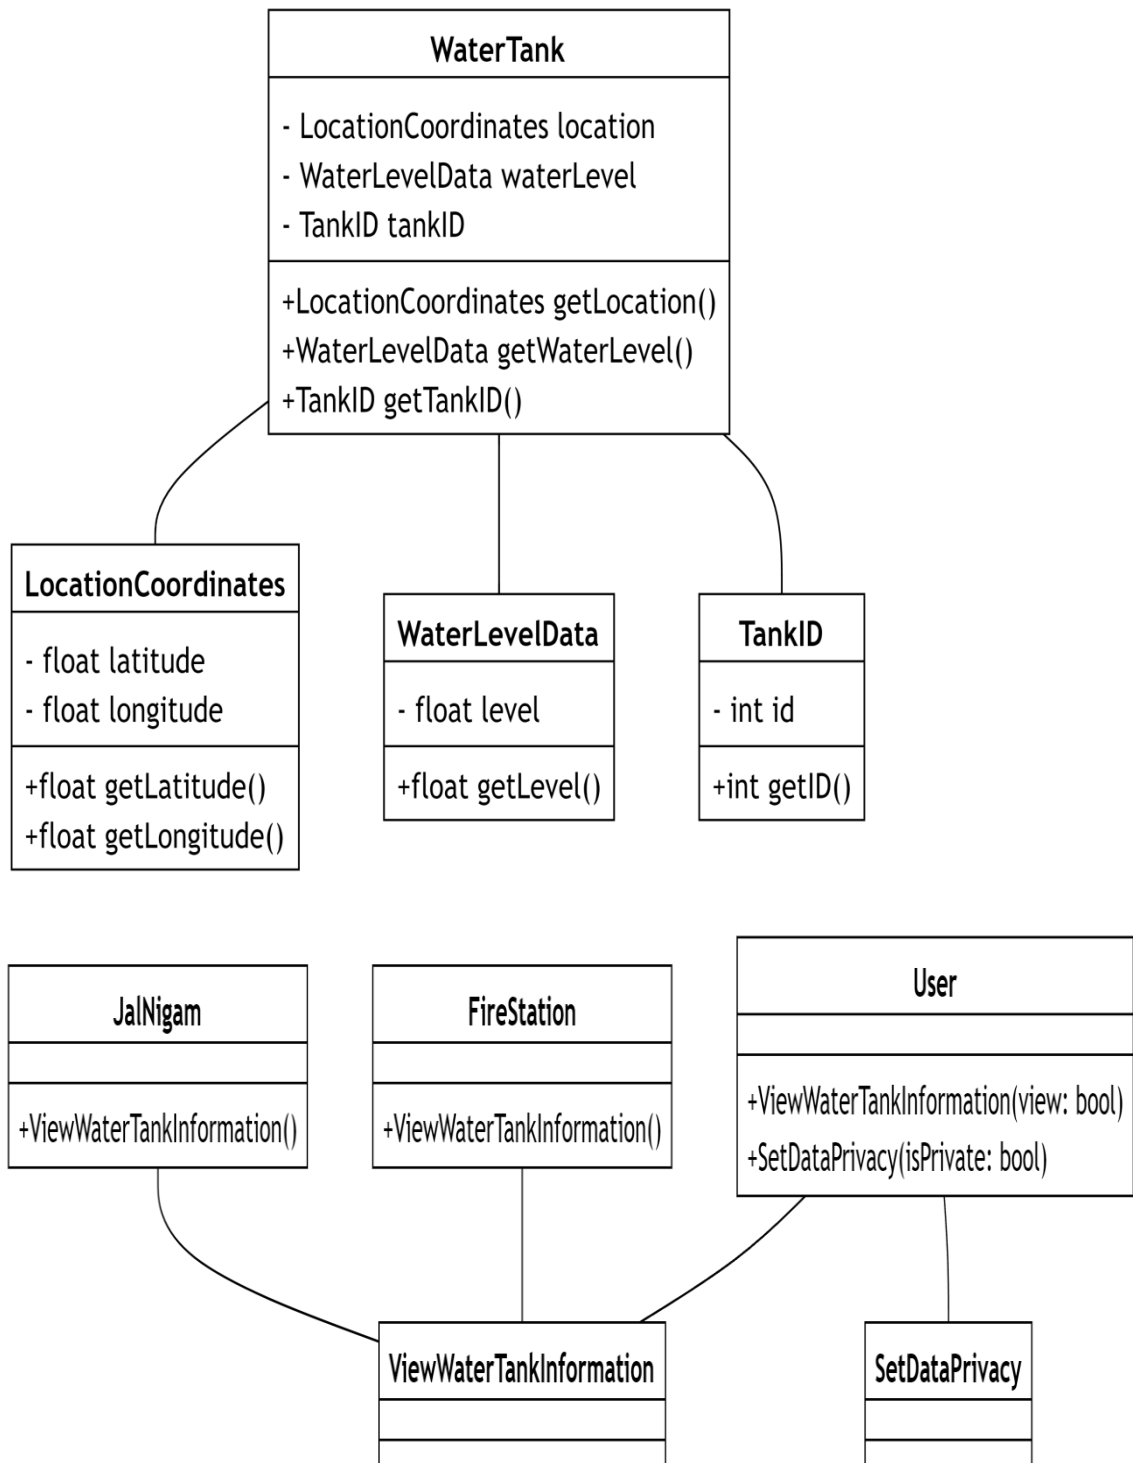 WaterTank
- LocationCoordinates location
- WaterLevelData waterLevel
- TankID tankID
+LocationCoordinates getLocation()
+WaterLevelData getWaterLevel()
+TankID getTankID()
LocationCoordinates
- float latitude
- float longitude
+float getLatitude()
+float getLongitude()
WaterLevelData
- float level
+float getLevel()
TankID
- int id
+int getID()
JalNigam
+ViewWaterTankInformation()
FireStation
+ViewWaterTankInformation()
User
+ViewWaterTankInformation(view: bool)
+SetDataPrivacy(isPrivate: bool)
ViewWaterTankInformation
SetDataPrivacy